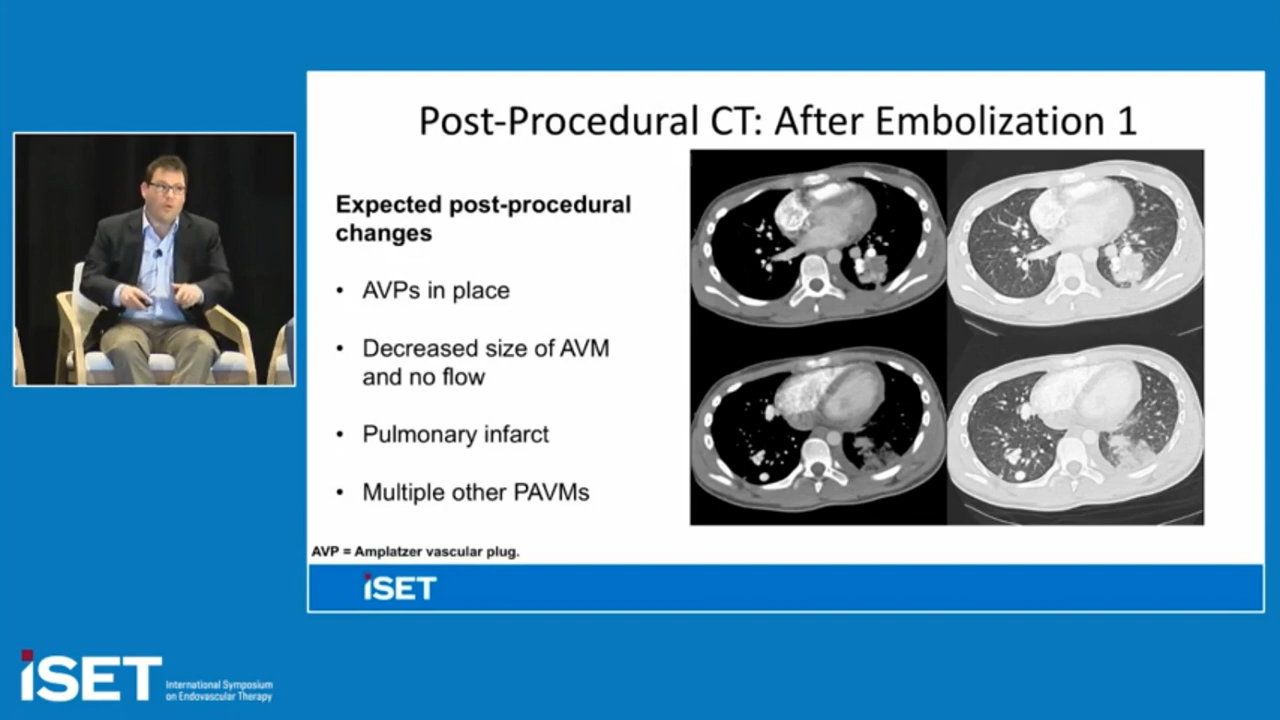 Post-Procedural CT: After Embolization 1
Expected post-procedural
changes
• AVPs in place
• Decreased size of AVM
and no flow
• Pulmonary infarct
• Multiple other PAVMs
AVP = Amplatzer vascular plug.
iSET
iSET
International Symposium
on Endovascular Therapy